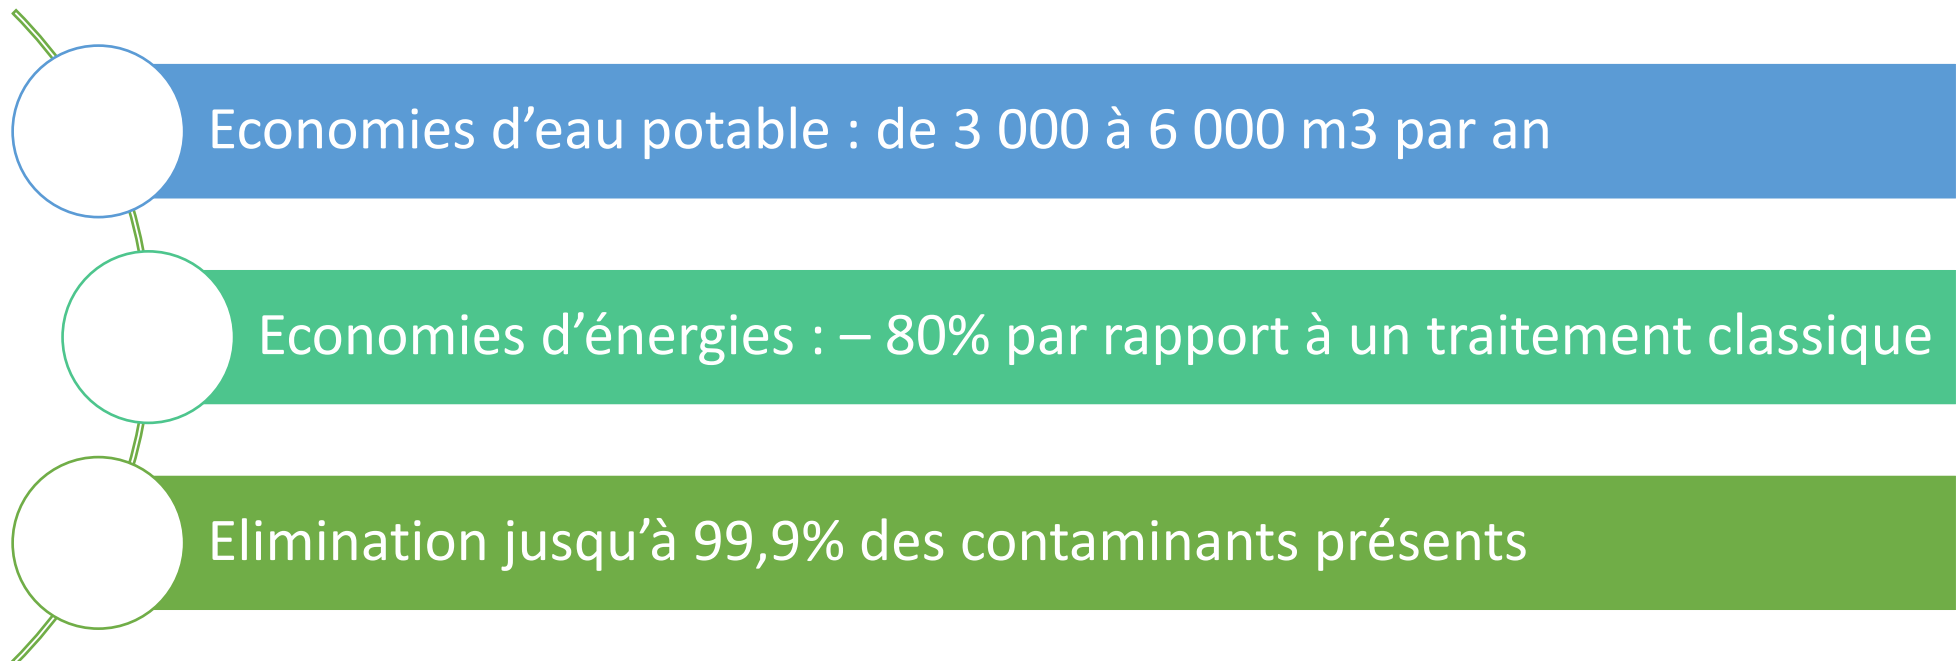 Economies d’eau potable : de 3 000 à 6 000 m3 par an
Economies d’énergies : – 80% par rapport à un traitement classique
Elimination jusqu’à 99,9% des contaminants présents